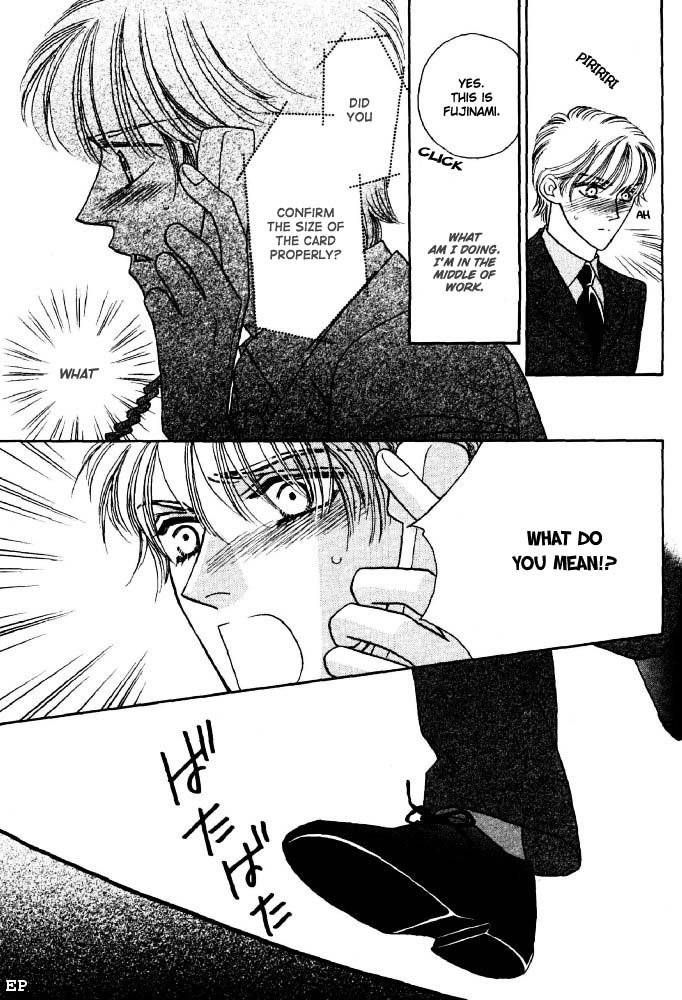 PIRIRIRI
AH
YES.
THIS IS
FUJINAMI.
CLICK
WHAT
AM I DOING.
I'M IN THE
MIDDLE OF
WORK.
DID
YOU
CONFIRM
THE SIZE OF
THE CARD
PROPERLY?
WHAT
WHAT DO
YOU MEAN!?
ばた
ばた
EP